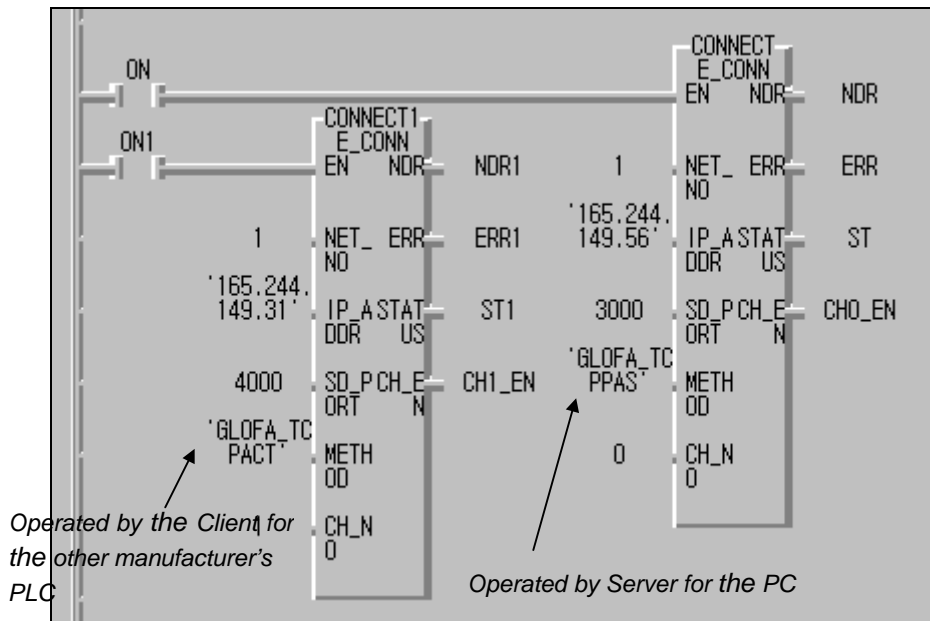 ON
CONNECT
E_CONN
EN NDR NDR
ON1
CONNECT1
E_CONN
EN NDR NDR1
1 NET_ ERR ERR
NO
'165.244.
149.56' IP_A STAT ST
DDR US
1 NET_ ERR ERR1
NO
'165.244.
149.31' IP_A STAT ST1
DDR US
3000 SD_P CH_E CH0_EN
ORT N
'GLOFA_TC
PPAS' METH
OD
4000 SD_P CH_E CH1_EN
ORT N
'GLOFA_TC
PACT' METH
OD
0 CH_N
O
CH_N
O
Operated by the Client for
the other manufacturer's
PLC
Operated by Server for the PC